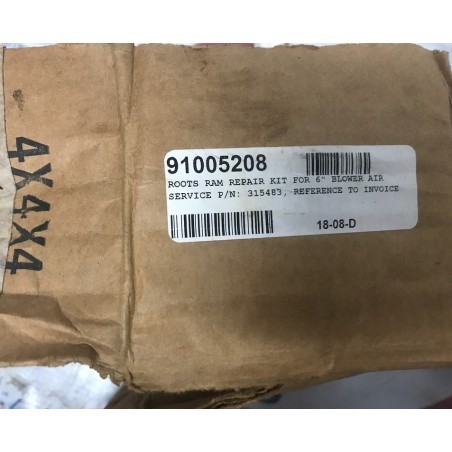 91005208
ROOTS RAM REPAIR KIT FOR 6" BLOWER AIR
SERVICE P/N: 315483, REFERENCE TO INVOICE
18-08-D
4X4X4